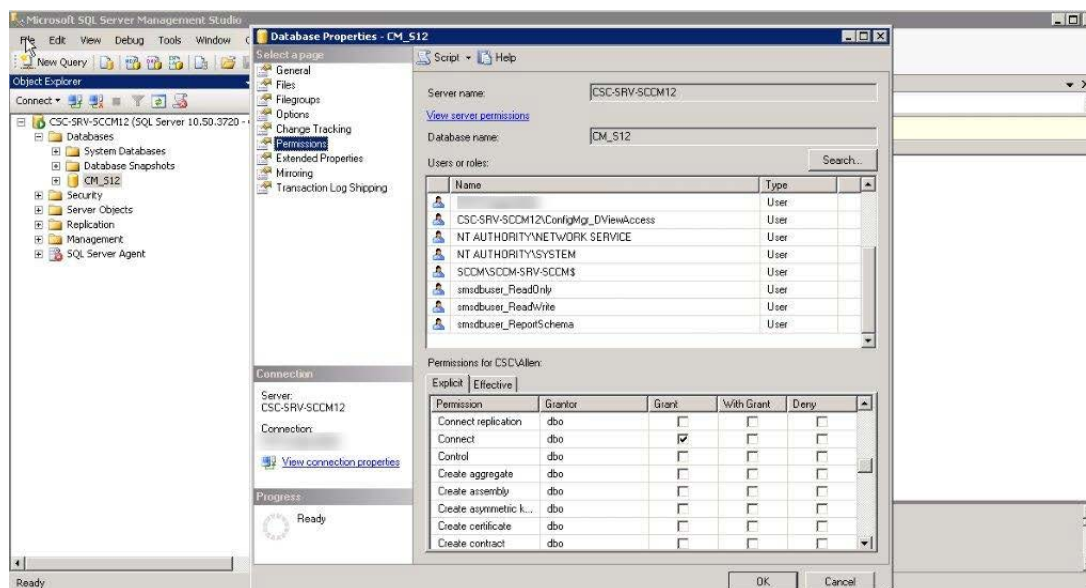 Microsoft SQL Server Management Studio
File Edit View Debug Tools Window
New Query
Object Explorer
Connect
CSC-SRV-SCCM12 (SQL Server 10.50.3720 -
Databases
System Databases
Database Snapshots
CM_S12
Security
Server Objects
Replication
Management
SQL Server Agent
Ready
Database Properties - CM_S12
Select a page
General
Files
Filegroups
Options
Change Tracking
Permissions
Extended Properties
Mirroring
Transaction Log Shipping
Connection
Server:
CSC-SRV-SCCM12
Connection:
View connection properties
Progress
Ready
Script Help
Server name: CSC-SRV-SCCM12
View server permissions
Database name: CM_S12
Users or roles: Search...
Name Type
User
CSC-SRV-SCCM12\ConfigMgr_DViewAccess User
NT AUTHORITY\NETWORK SERVICE User
NT AUTHORITY\SYSTEM User
SCCM\SCCM-SRV-SCCM$ User
smsdbuser_ReadOnly User
smsdbuser_ReadWrite User
smsdbuser_ReportSchema User
Permissions for CSC\Allen:
Explicit Effective
Permission Grantor Grant With Grant Deny
Connect replication dbo
Connect dbo
Control dbo
Create aggregate dbo
Create assembly dbo
Create asymmetric k... dbo
Create certificate dbo
Create contract dbo
OK Cancel